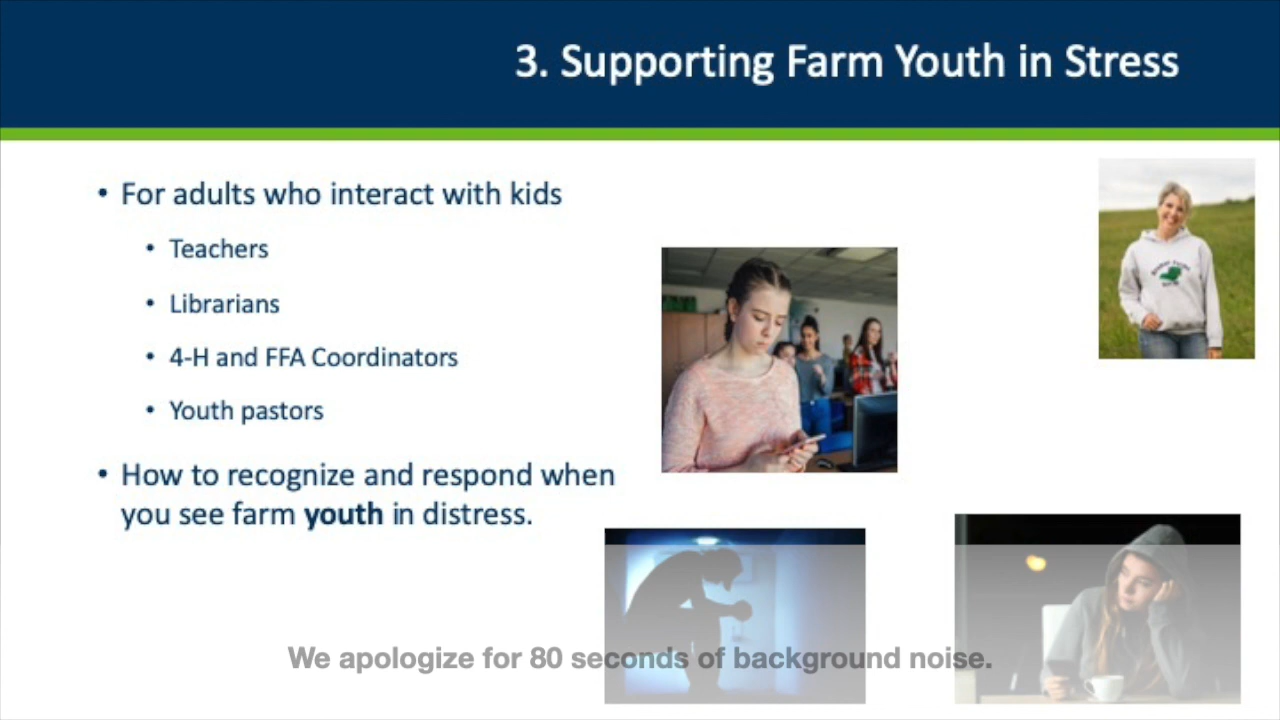 3. Supporting Farm Youth in Stress
• For adults who interact with kids
• Teachers
• Librarians
• 4-H and FFA Coordinators
• Youth pastors
• How to recognize and respond when
you see farm youth in distress.
We apologize for 80 seconds of background noise.